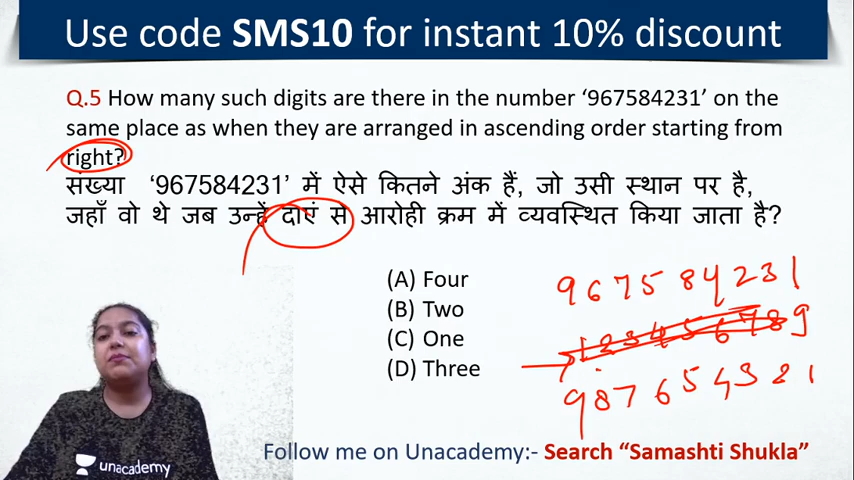 Use code SMS10 for instant 10% discount
Q.5 How many such digits are there in the number ‘967584231’ on the
same place as when they are arranged in ascending order starting from
right?
संख्या ‘967584231’ में ऐसे कितने अंक हैं, जो उसी स्थान पर है,
जहाँ वो थे जब उन्हें दाएं से आरोही क्रम में व्यवस्थित किया जाता है?
(A) Four
(B) Two
(C) One
(D) Three
967584231
123456789
987654321
unacademy
Follow me on Unacademy:- Search “Samashti Shukla”